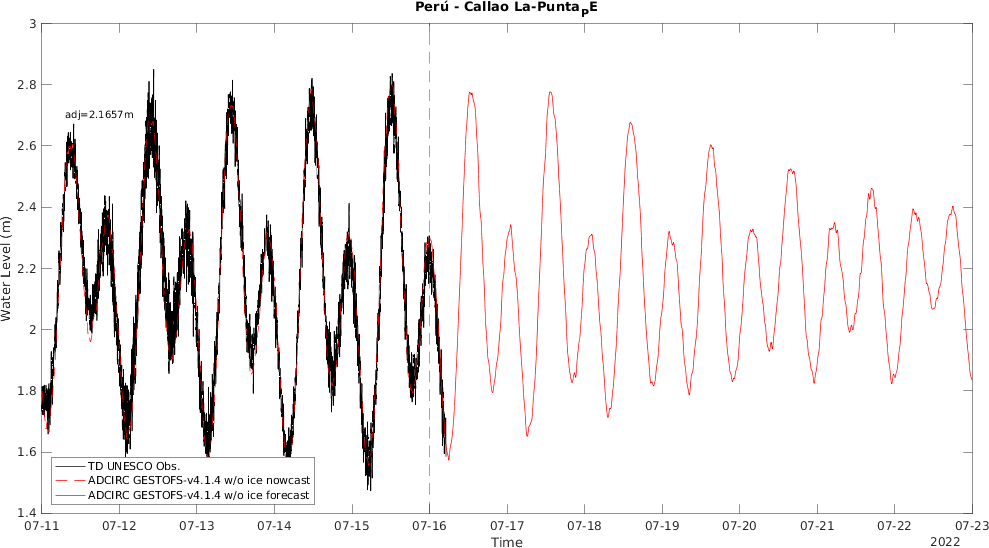 Perú - Callao La-PuntaPE
3
2.8
2.6
2.4
2.2
2
1.8
1.6
1.4
Water Level (m)
adj=2.1657m
TD UNESCO Obs.
ADCIRC GESTOFS-v4.1.4 w/o ice nowcast
ADCIRC GESTOFS-v4.1.4 w/o ice forecast
07-11 07-12 07-13 07-14 07-15 07-16 07-17 07-18 07-19 07-20 07-21 07-22 07-23
Time
2022